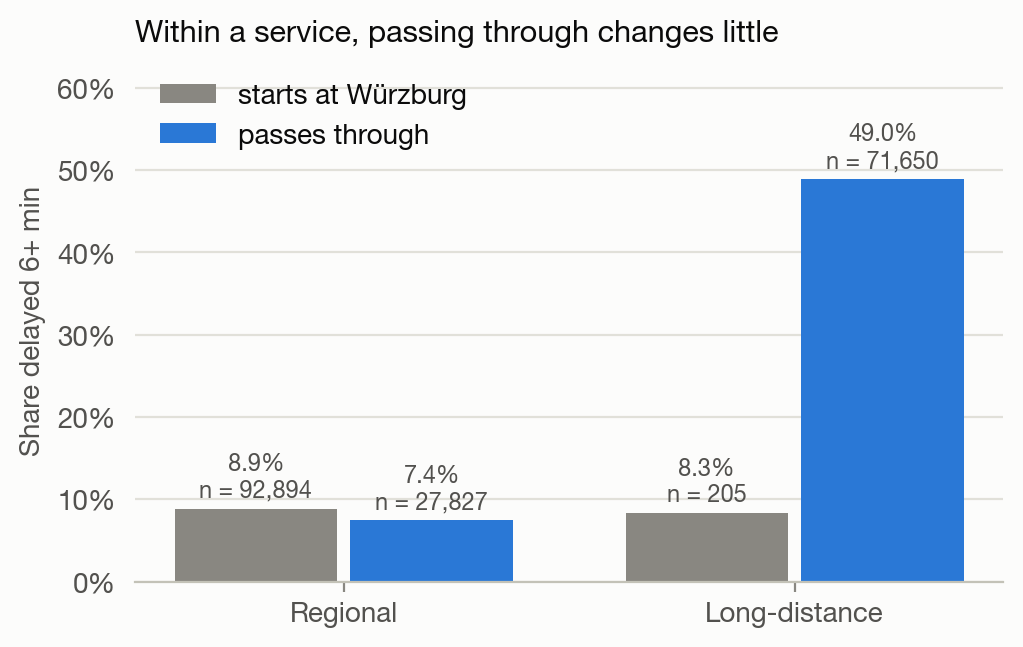 Within a service, passing through changes little
starts at Würzburg
passes through
Share delayed 6+ min
60%
50%
40%
30%
20%
10%
0%
8.9%
n = 92,894
7.4%
n = 27,827
8.3%
n = 205
49.0%
n = 71,650
Regional
Long-distance